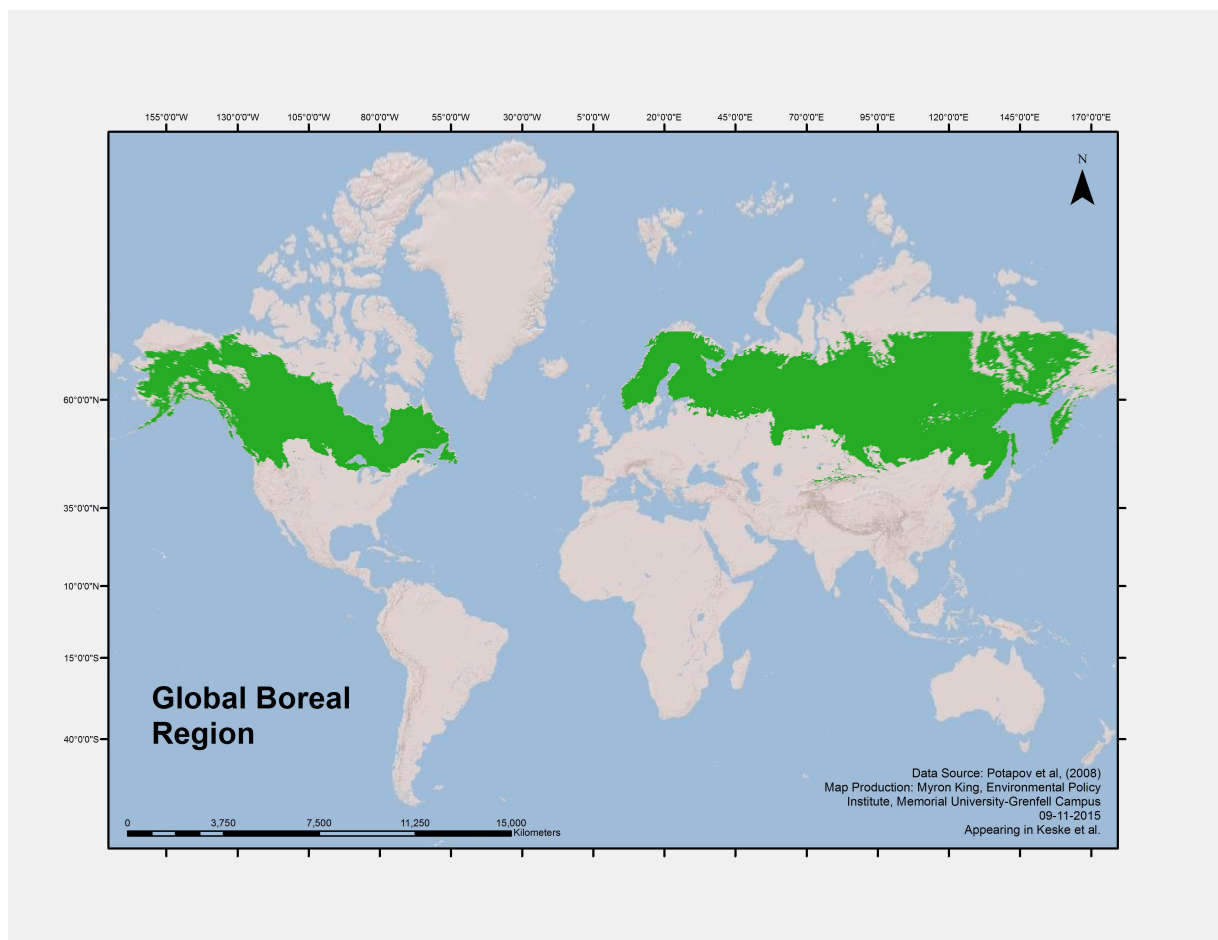 155°0'0"W 130°0'0"W 105°0'0"W 80°0'0"W 55°0'0"W 30°0'0"W 5°0'0"W 20°0'0"E 45°0'0"E 70°0'0"E 95°0'0"E 120°0'0"E 145°0'0"E 170°0'0"E
N
60°0'0"N
35°0'0"N
10°0'0"N
15°0'0"S
40°0'0"S
Global Boreal
Region
Data Source: Potapov et al, (2008)
Map Production: Myron King, Environmental Policy
Institute, Memorial University-Grenfell Campus
09-11-2015
Appearing in Keske et al.
0 3,750 7,500 11,250 15,000
Kilometers